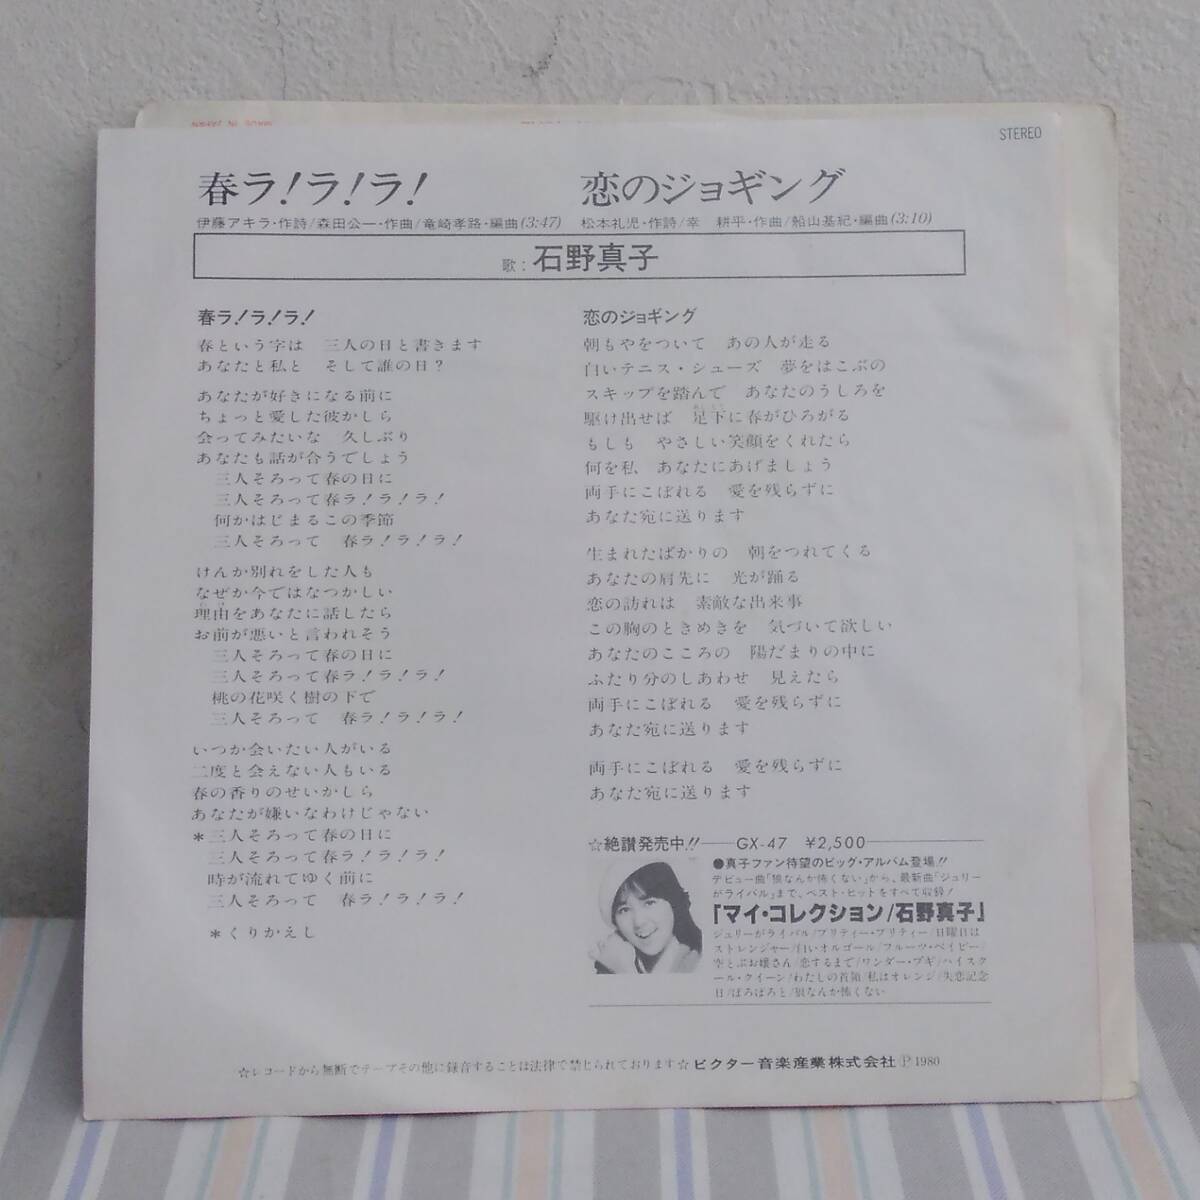 MADE IN JAPAN
STEREO
春ラ!ラ!ラ!
伊藤アキラ・作詩/森田公一・作曲/竜崎孝路・編曲(3:47)
恋のジョギング
松本礼児・作詩/幸 耕平・作曲/船山基紀・編曲(3:10)
歌:石野真子
春ラ!ラ!ラ!
春という字は 三人の日と書きます
あなたと私と そして誰の日?
あなたが好きになる前に
ちょっと愛した彼かしら
会ってみたいな 久しぶり
あなたも話が合うでしょう
三人そろって春の日に
三人そろって春ラ!ラ!ラ!
何かはじまるこの季節
三人そろって 春ラ!ラ!ラ!
けんか別れをした人も
なぜか今ではなつかしい
理由をあなたに話したら
お前が悪いと言われそう
三人そろって春の日に
三人そろって春ラ!ラ!ラ!
桃の花咲く樹の下で
三人そろって 春ラ!ラ!ラ!
いつか会いたい人がいる
二度と会えない人もいる
春の香りのせいかしら
あなたが嫌いなわけじゃない
*三人そろって春の日に
三人そろって春ラ!ラ!ラ!
時が流れてゆく前に
三人そろって 春ラ!ラ!ラ!
*くりかえし
恋のジョギング
朝もやをついて あの人が走る
白いテニス・シューズ 夢をはこぶの
スキップを踏んで あなたのうしろを
駆け出せば 足下に春がひろがる
もしも やさしい笑顔をくれたら
何を私 あなたにあげましょう
両手にこぼれる 愛を残らずに
あなた宛に送ります
生まれたばかりの 朝をつれてくる
あなたの肩先に 光が踊る
恋の訪れは 素敵な出来事
この胸のときめきを 気づいて欲しい
あなたのこころの 陽だまりの中に
ふたり分のしあわせ 見えたら
両手にこぼれる 愛を残らずに
あなた宛に送ります
両手にこぼれる 愛を残らずに
あなた宛に送ります
☆絶讃発売中!! GX-47 ¥2,500
●真子ファン待望のビッグ・アルバム登場!!
デビュー曲「狼なんか怖くない」から、最新曲「ジュリー
がライバル」まで、ベスト・ヒットをすべて収録!
「マイ・コレクション/石野真子」
ジュリーがライバル/プリティー・プリティー/日曜日は
ストレンジャー/白いオルゴール/フルーツ・ベイビー/
空とぶお嬢さん/恋するまで/ワンダー・ブギ/ハイスク
ール・クイーン/わたしの首領/私はオレンジ/失恋記念
日/ぽろぽろと/狼なんか怖くない
☆レコードから無断でテープその他に録音することは法律で禁じられております☆ビクター音楽産業株式会社 Ⓟ1980